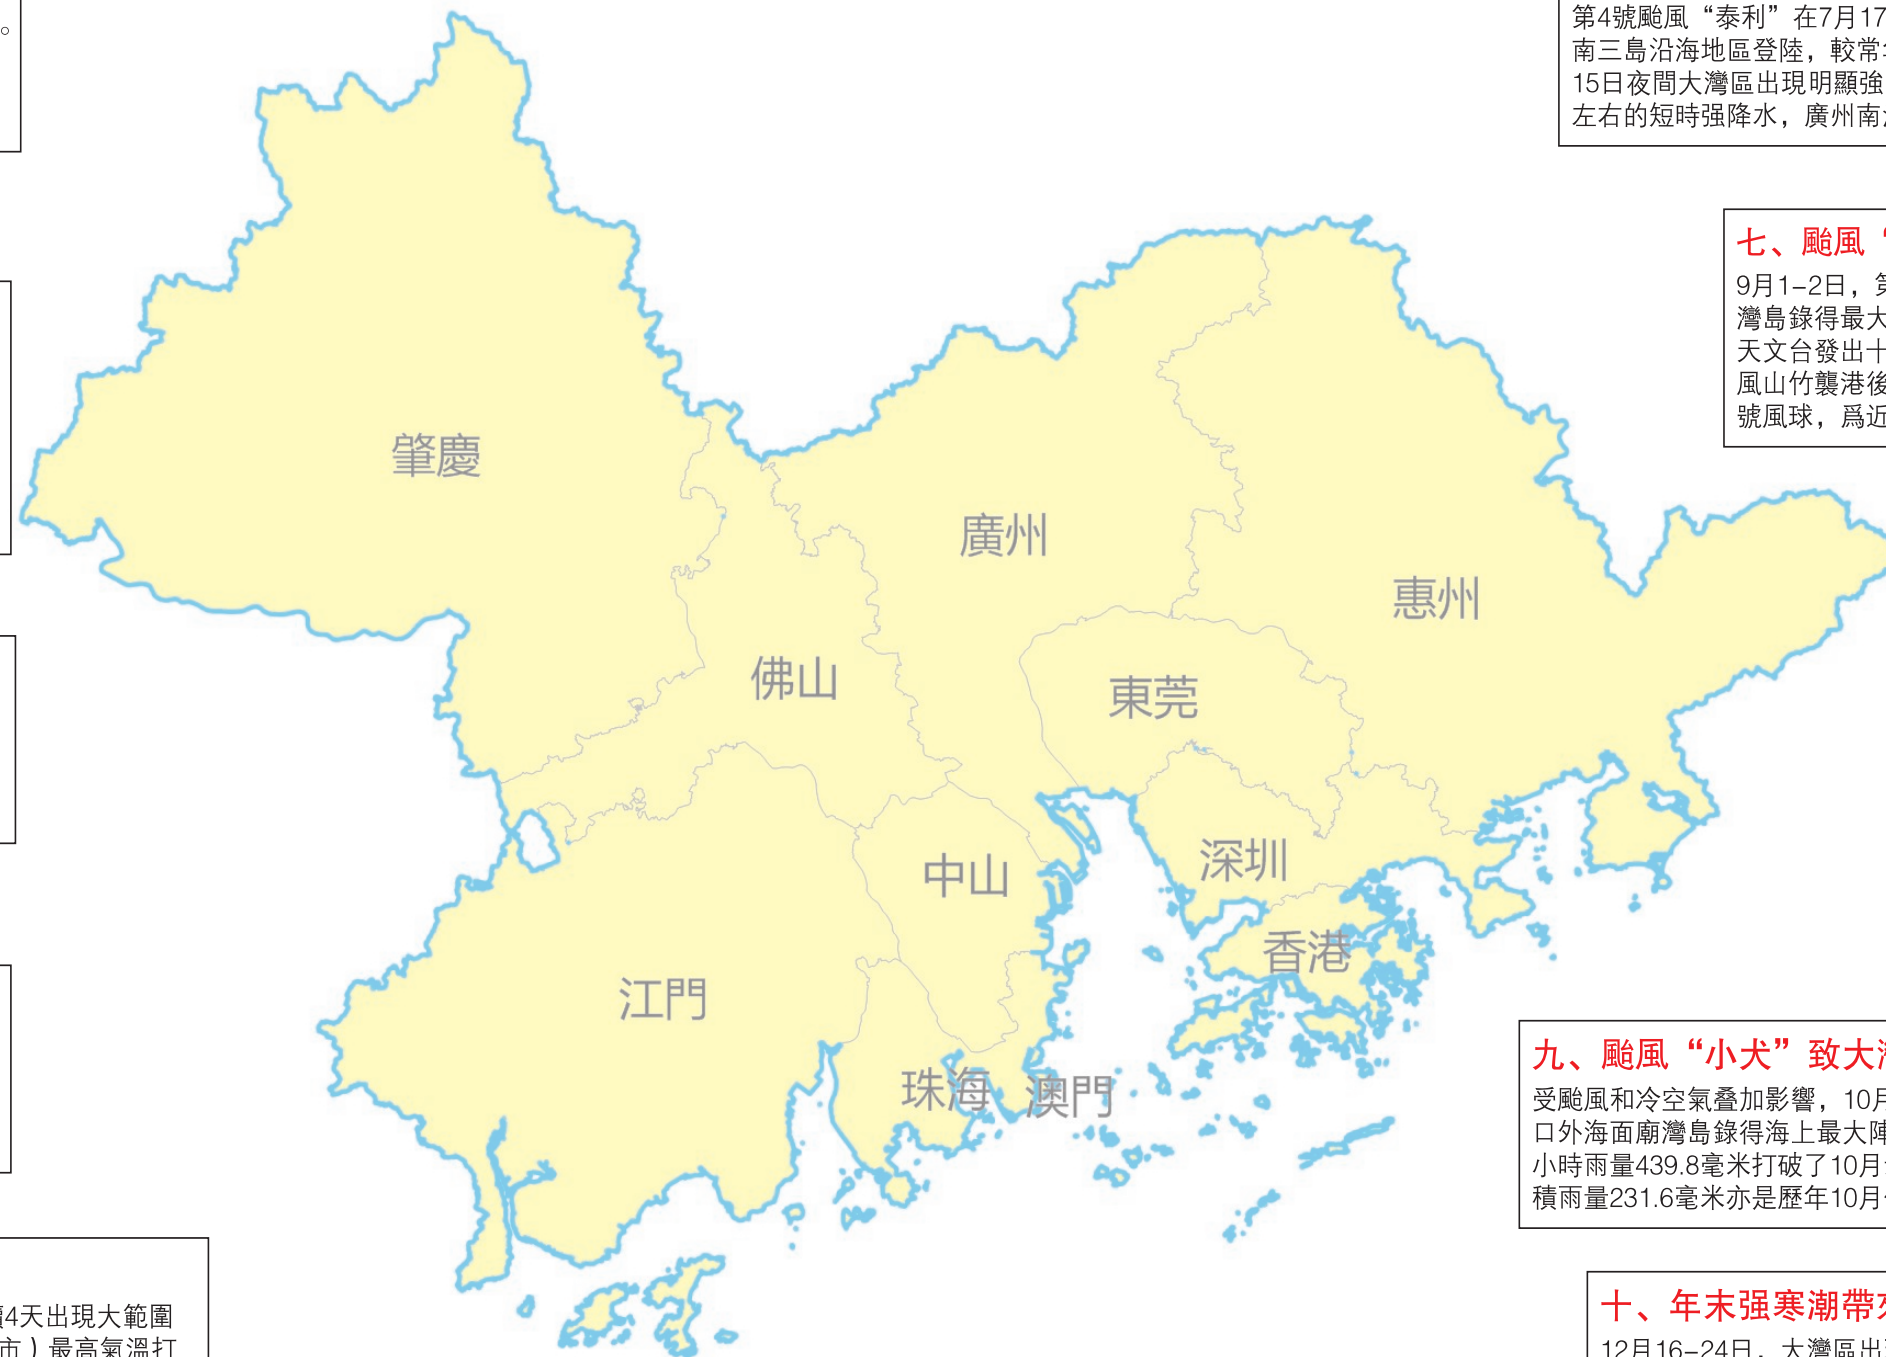 。
第4號颱風“泰利”在7月17
南三島沿海地區登陸，較常
15日夜間大灣區出現明顯強
左右的短時强降水，廣州南
七、颱風“
9月1-2日，第
灣島錄得最大
天文台發出十
風山竹襲港後
號風球，爲近
肇慶
廣州
惠州
佛山
東莞
深圳
中山
香港
江門
珠海
澳門
九、颱風“小犬”致大灣
受颱風和冷空氣叠加影響，10月
口外海面廟灣島錄得海上最大陣
小時雨量439.8毫米打破了10月
積雨量231.6毫米亦是歷年10月
十、年末强寒潮帶來
12月16-24日，大灣區出現
4天出現大範圍
市）最高氣溫打